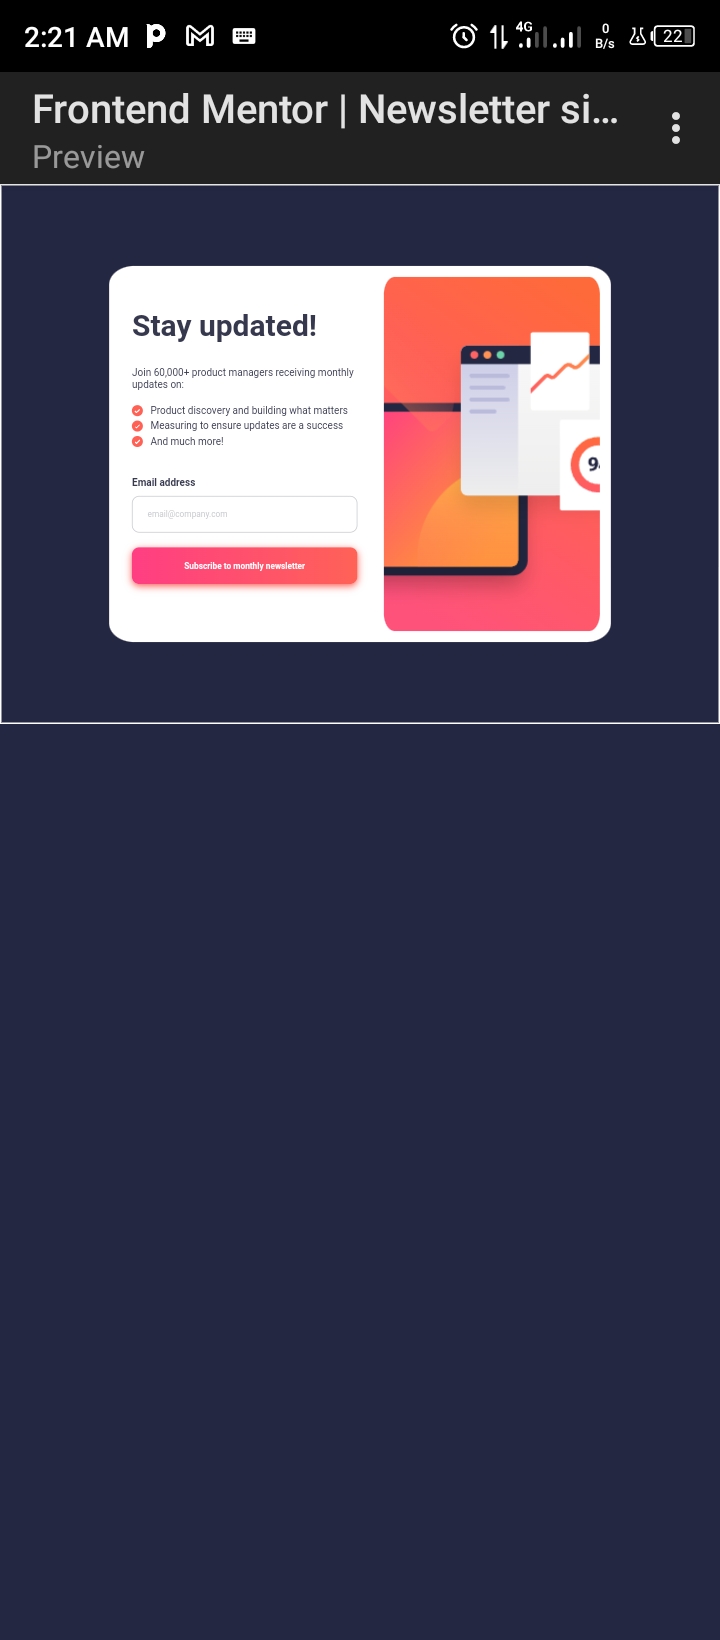 2:21 AM
4G
0
B/s
22
Frontend Mentor | Newsletter si...
Preview
Stay updated!
Join 60,000+ product managers receiving monthly
updates on:
Product discovery and building what matters
Measuring to ensure updates are a success
And much more!
Email address
email@company.com
Subscribe to monthly newsletter